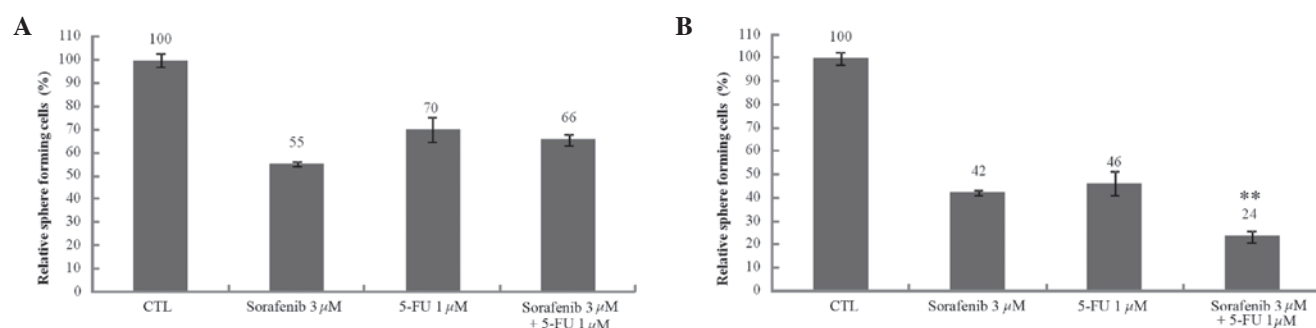 A
Relative sphere forming cells (%)
110
100
90
80
70
60
50
40
30
20
10
0
100
55
70
66
CTL
Sorafenib 3 μM
5-FU 1 μM
Sorafenib 3 μM
+ 5-FU 1 μM
B
Relative sphere forming cells (%)
110
100
90
80
70
60
50
40
30
20
10
0
100
42
46
**
24
CTL
Sorafenib 3 μM
5-FU 1 μM
Sorafenib 3 μM
+ 5-FU 1 μM